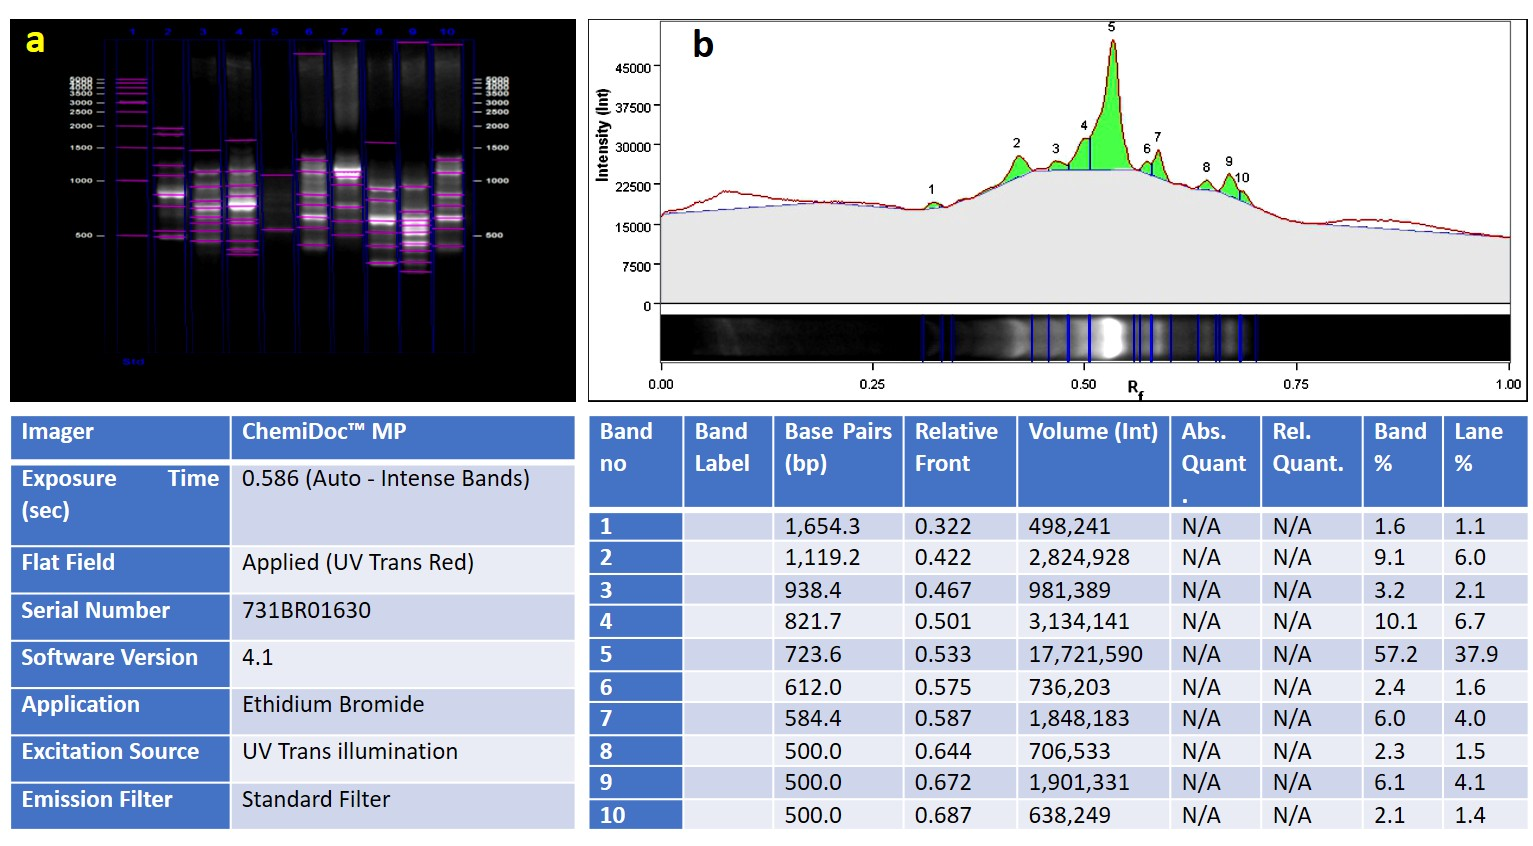 a
1 2 3 4 5 6 7 8 9 10
5000 5000
4000 4000
3500 3500
3000 3000
2500 2500
2000 2000
1500 1500
1000 1000
500 500
Std
b
Intensity (Int)
45000
37500
30000
22500
15000
7500
0
1 2 3 4 5 6 7 8 9 10
0.00 0.25 0.50 0.75 1.00
Rf
Imager ChemiDoc™ MP
Exposure Time 0.586 (Auto - Intense Bands)
(sec)
Flat Field Applied (UV Trans Red)
Serial Number 731BR01630
Software Version 4.1
Application Ethidium Bromide
Excitation Source UV Trans illumination
Emission Filter Standard Filter
Band Band Base Pairs Relative Volume (Int) Abs. Rel. Band Lane
no Label (bp) Front Quant Quant. % %
.
1 1,654.3 0.322 498,241 N/A N/A 1.6 1.1
2 1,119.2 0.422 2,824,928 N/A N/A 9.1 6.0
3 938.4 0.467 981,389 N/A N/A 3.2 2.1
4 821.7 0.501 3,134,141 N/A N/A 10.1 6.7
5 723.6 0.533 17,721,590 N/A N/A 57.2 37.9
6 612.0 0.575 736,203 N/A N/A 2.4 1.6
7 584.4 0.587 1,848,183 N/A N/A 6.0 4.0
8 500.0 0.644 706,533 N/A N/A 2.3 1.5
9 500.0 0.672 1,901,331 N/A N/A 6.1 4.1
10 500.0 0.687 638,249 N/A N/A 2.1 1.4